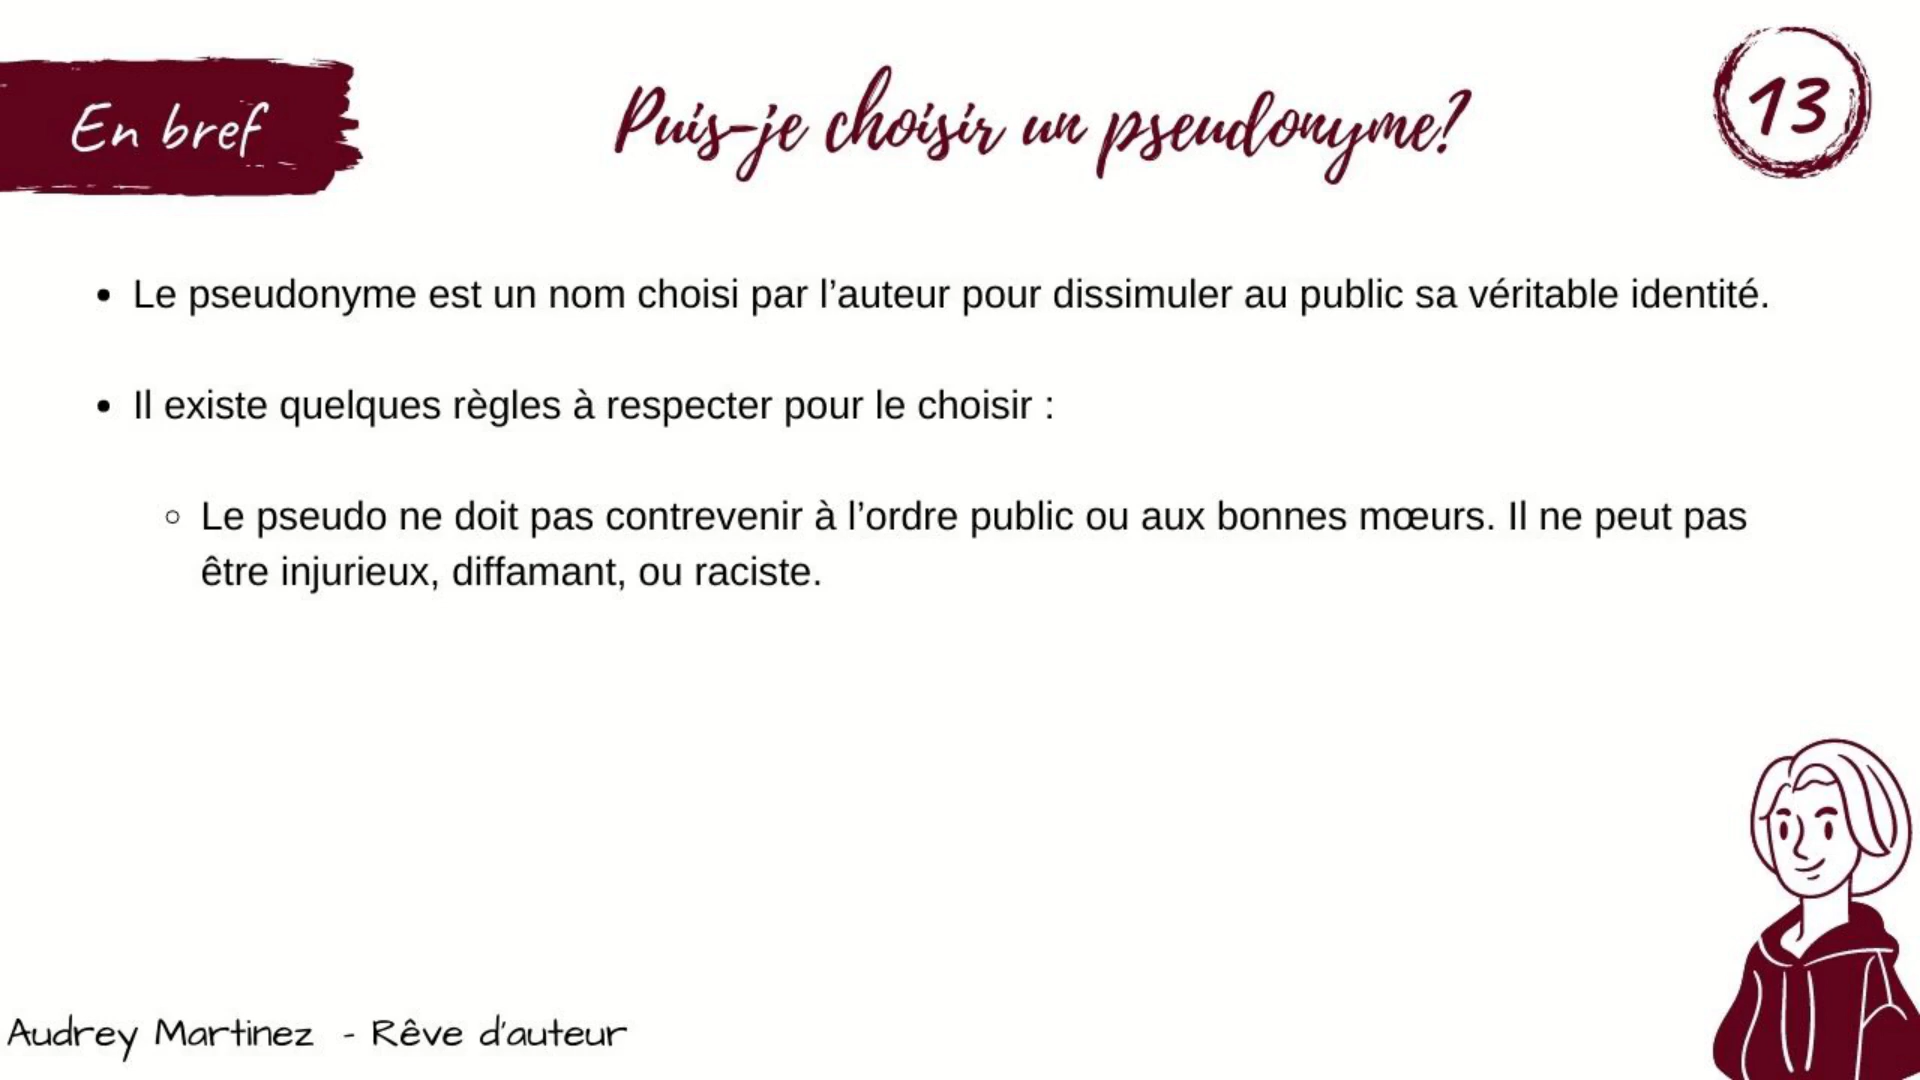 En bref
Puis-je choisir un pseudonyme?
13
• Le pseudonyme est un nom choisi par l’auteur pour dissimuler au public sa véritable identité.
• Il existe quelques règles à respecter pour le choisir :
◦ Le pseudo ne doit pas contrevenir à l’ordre public ou aux bonnes mœurs. Il ne peut pas
être injurieux, diffamant, ou raciste.
Audrey Martinez - Rêve d'auteur